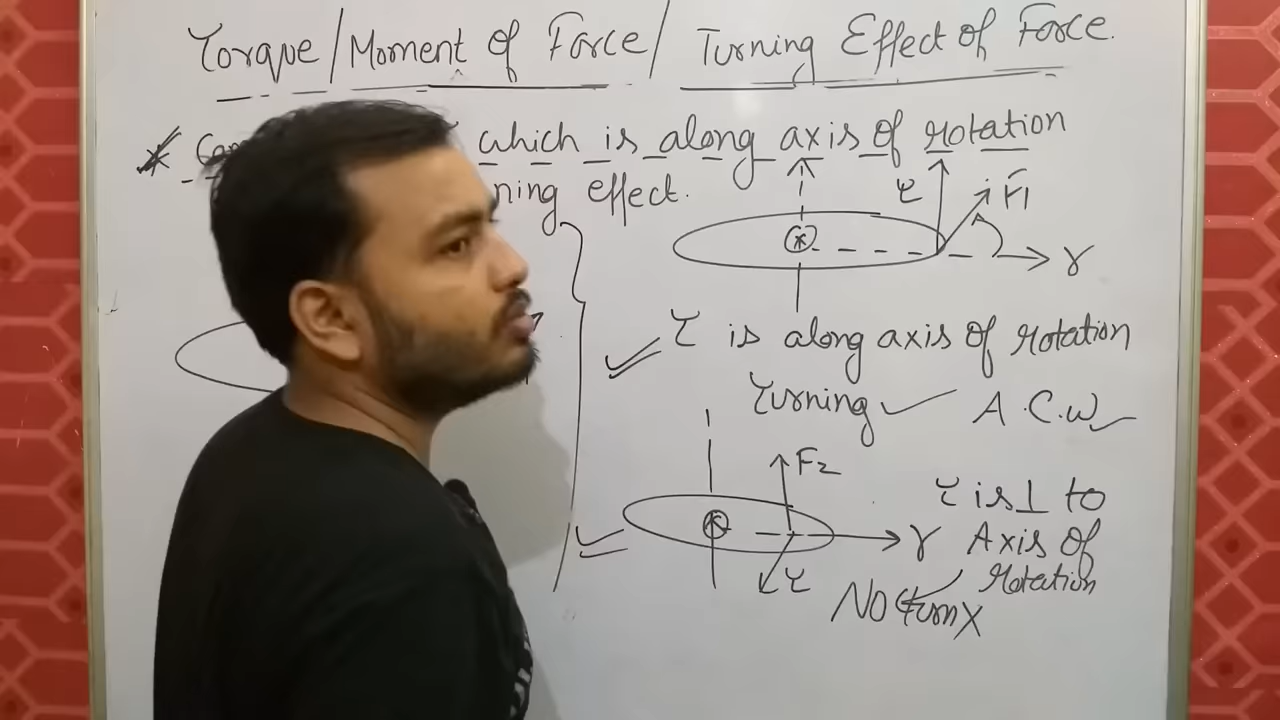 Torque/Moment of Force/ Turning Effect of Force.
* which is along axis of rotation
ning effect.
τ F₁
r
τ is along axis of rotation
Turning ✓ A.C.W ✓
F₂
τ is ⊥ to
r Axis of
τ rotation
No turn X